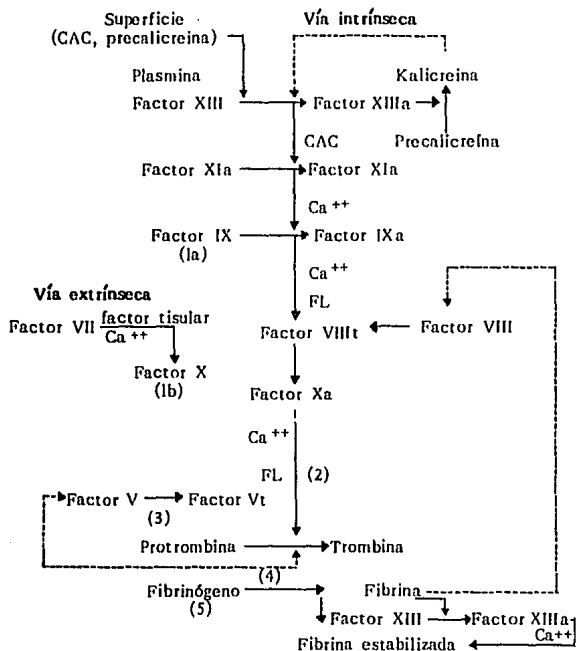 Superficie
(CAC, precalicreina)
Vía intrínseca
Plasmina
Kalicreina
Factor XIII
Factor XIIIa
CAC
Precalicreína
Factor XIa
Factor XIa
Ca ++
Factor IX
Factor IXa
(1a)
Ca ++
Vía extrínseca
FL
Factor VII
factor tisular
Ca ++
Factor VIIIt
Factor VIII
Factor X
(1b)
Factor Xa
Ca ++
FL
(2)
Factor V
Factor Vt
(3)
Protrombina
Trombina
(4)
Fibrinógeno
Fibrina
(5)
Factor XIII
Factor XIIIa
Ca++
Fibrina estabilizada